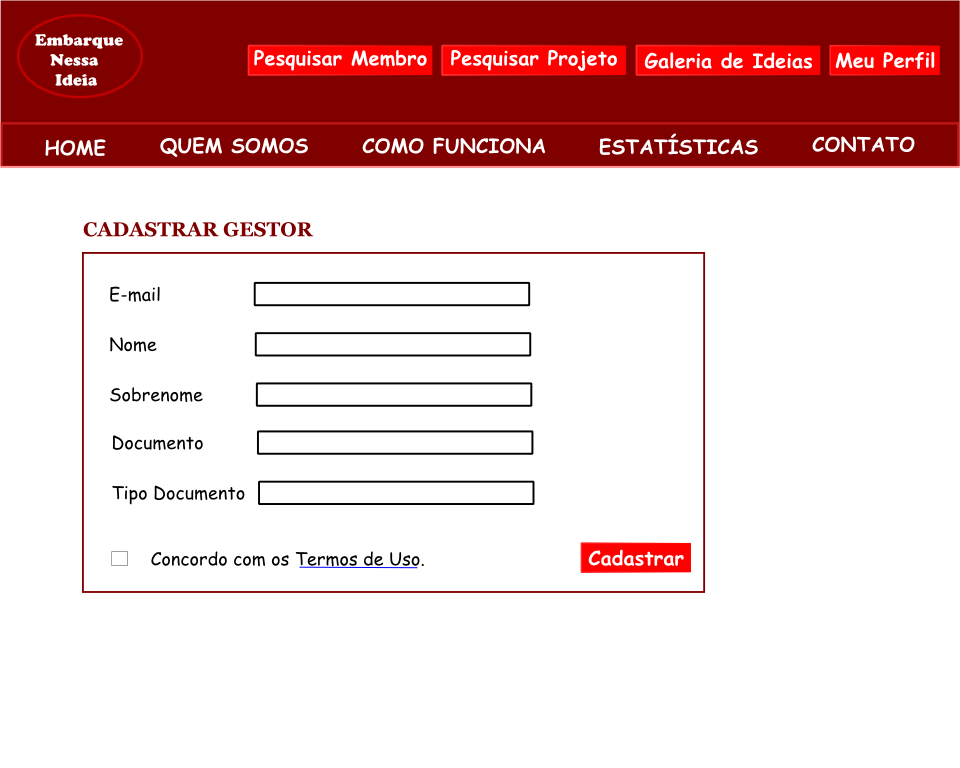 Embarque
Nessa
Ideia
Pesquisar Membro Pesquisar Projeto Galeria de Ideias Meu Perfil
HOME QUEM SOMOS COMO FUNCIONA ESTATÍSTICAS CONTATO
CADASTRAR GESTOR
E-mail
Nome
Sobrenome
Documento
Tipo Documento
Concordo com os Termos de Uso. Cadastrar